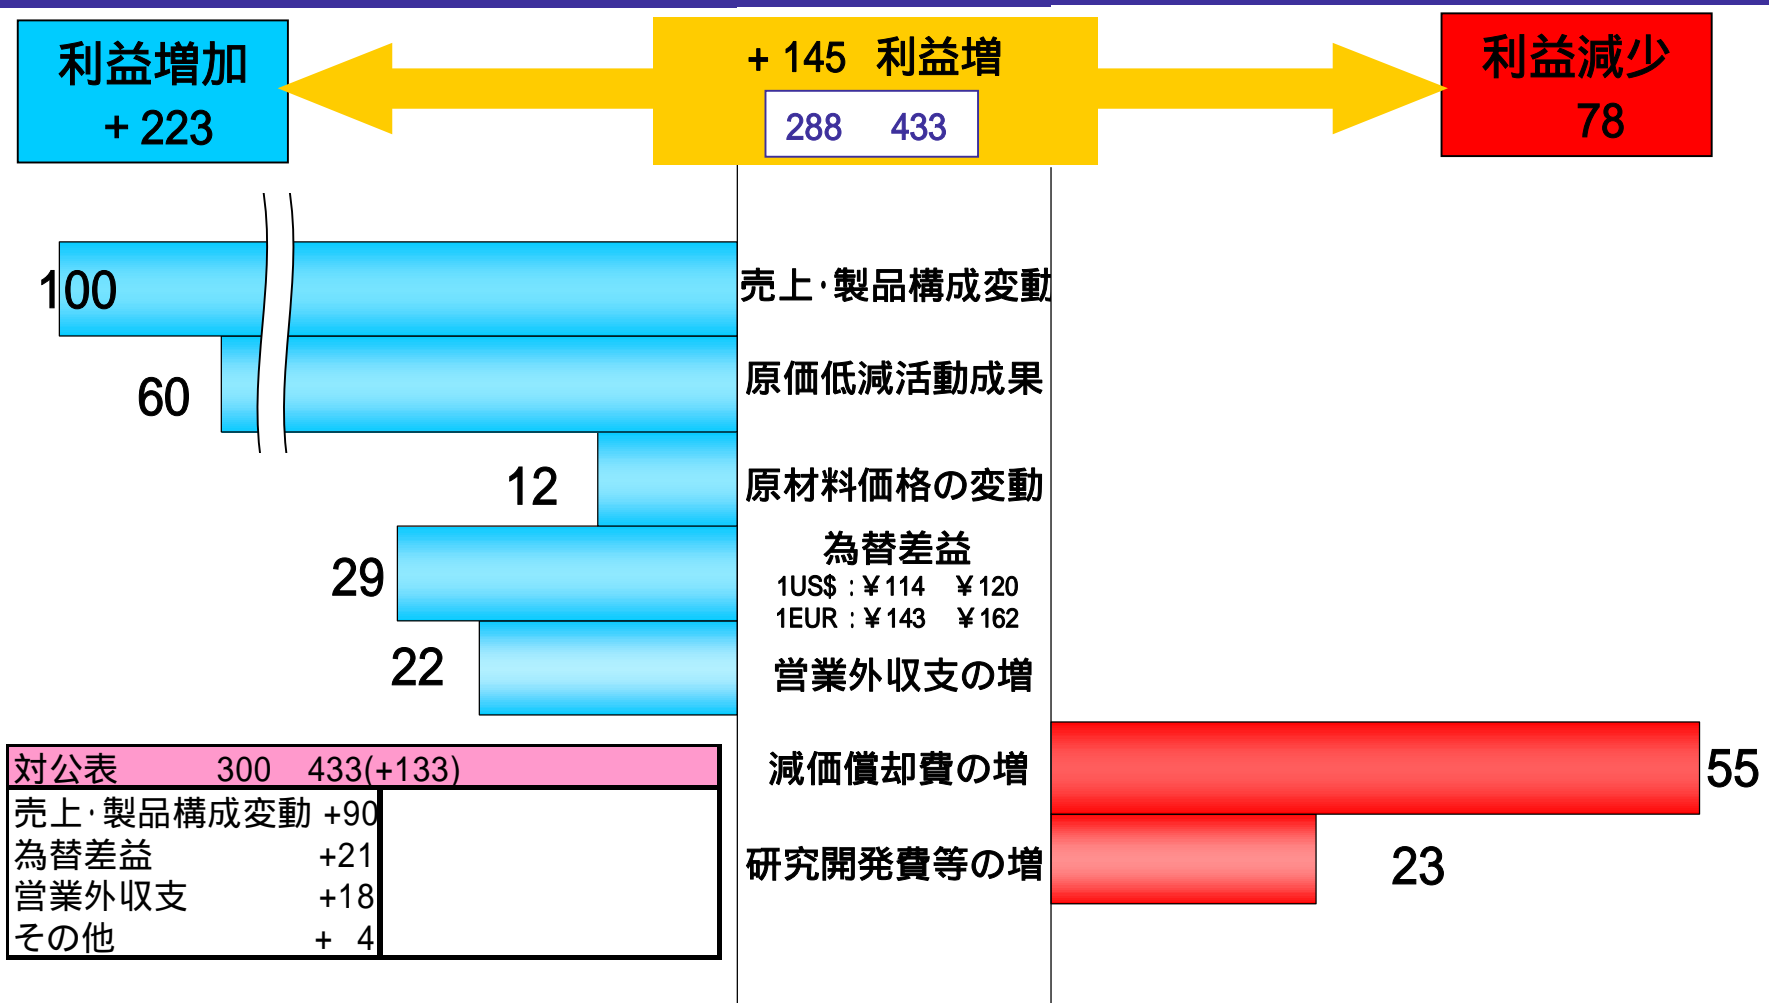 利益増加
+ 223
+ 145 利益増
288 433
利益減少
78
100
売上･製品構成変動
60
原価低減活動成果
12
原材料価格の変動
29
為替差益
1US$ : ¥114 ¥120
1EUR : ¥143 ¥162
22
営業外収支の増
減価償却費の増
55
研究開発費等の増
23
対公表 300 433(+133)
売上･製品構成変動 +90
為替差益 +21
営業外収支 +18
その他 + 4